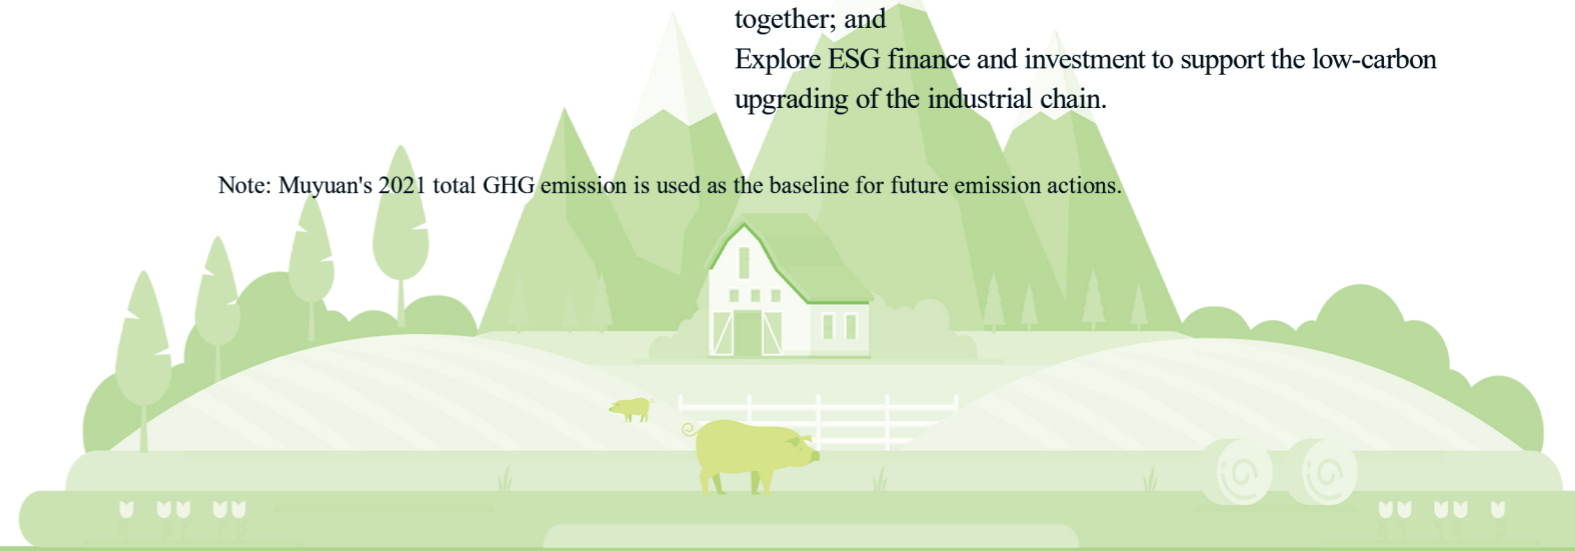 together; and
Explore ESG finance and investment to support the low-carbon
upgrading of the industrial chain.
Note: Muyuan's 2021 total GHG emission is used as the baseline for future emission actions.